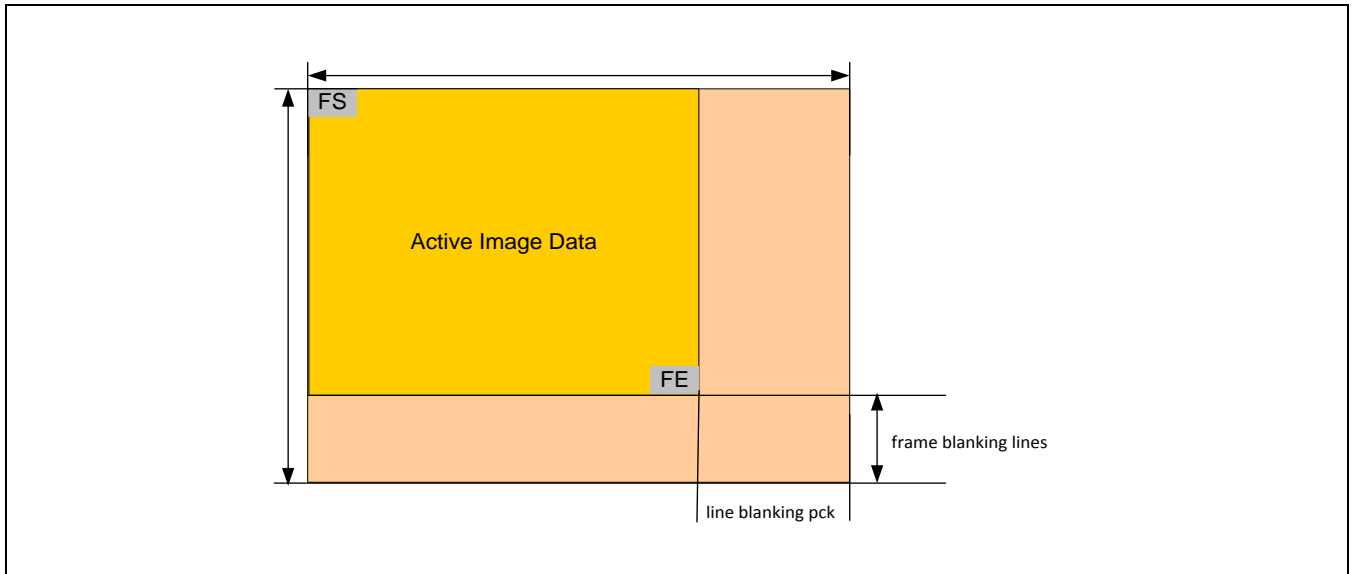 FS
Active Image Data
FE
frame blanking lines
line blanking pck